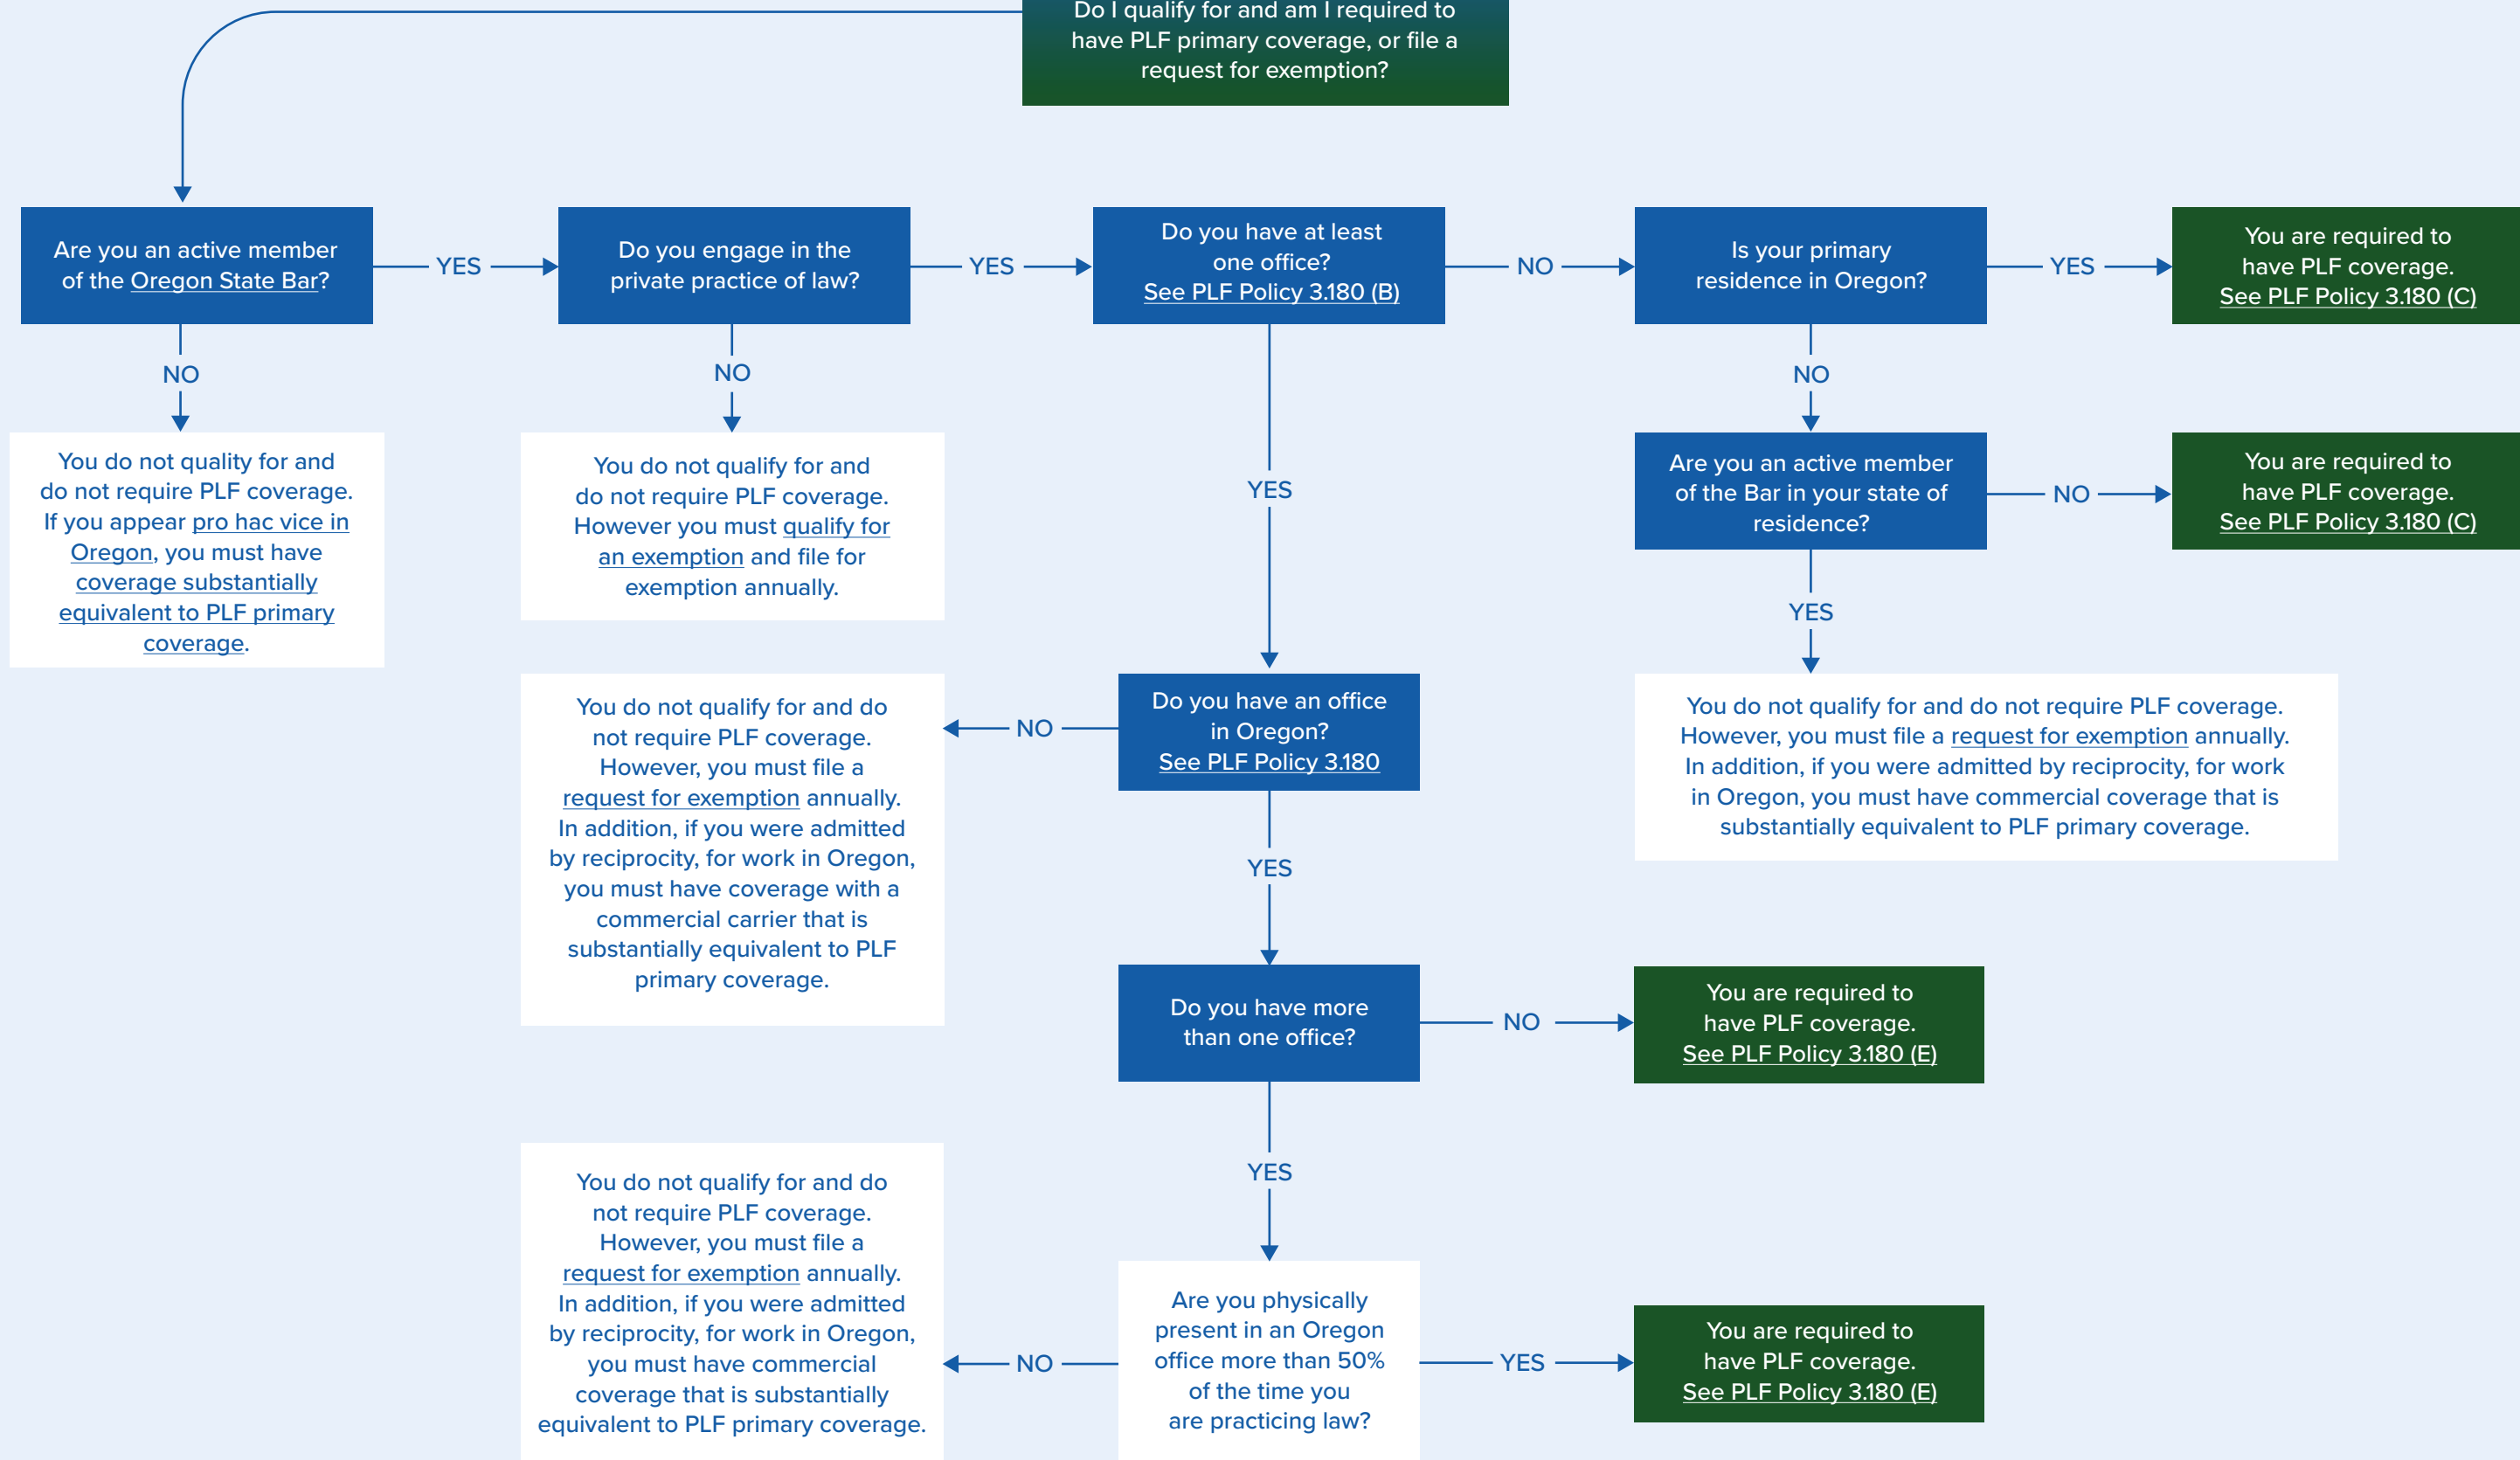 Do I qualify for and am I required to
have PLF primary coverage, or file a
request for exemption?
Are you an active member
of the Oregon State Bar?
YES
Do you engage in the
private practice of law?
YES
Do you have at least
one office?
See PLF Policy 3.180 (B)
NO
Is your primary
residence in Oregon?
YES
You are required to
have PLF coverage.
See PLF Policy 3.180 (C)
NO
NO
NO
You do not quality for and
do not require PLF coverage.
If you appear pro hac vice in
Oregon, you must have
coverage substantially
equivalent to PLF primary
coverage.
You do not qualify for and
do not require PLF coverage.
However you must qualify for
an exemption and file for
exemption annually.
YES
Are you an active member
of the Bar in your state of
residence?
NO
You are required to
have PLF coverage.
See PLF Policy 3.180 (C)
YES
You do not qualify for and do
not require PLF coverage.
However, you must file a
request for exemption annually.
In addition, if you were admitted
by reciprocity, for work in Oregon,
you must have coverage with a
commercial carrier that is
substantially equivalent to PLF
primary coverage.
NO
Do you have an office
in Oregon?
See PLF Policy 3.180
You do not qualify for and do not require PLF coverage.
However, you must file a request for exemption annually.
In addition, if you were admitted by reciprocity, for work
in Oregon, you must have commercial coverage that is
substantially equivalent to PLF primary coverage.
YES
Do you have more
than one office?
NO
You are required to
have PLF coverage.
See PLF Policy 3.180 (E)
YES
You do not qualify for and do
not require PLF coverage.
However, you must file a
request for exemption annually.
In addition, if you were admitted
by reciprocity, for work in Oregon,
you must have commercial
coverage that is substantially
equivalent to PLF primary coverage.
NO
Are you physically
present in an Oregon
office more than 50%
of the time you
are practicing law?
YES
You are required to
have PLF coverage.
See PLF Policy 3.180 (E)